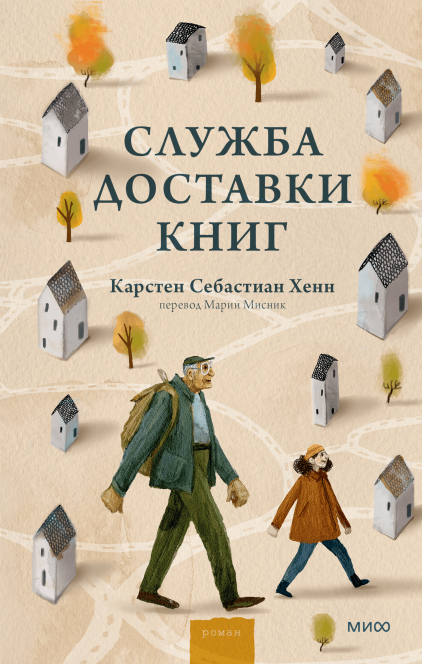 СЛУЖБА
ДОСТАВКИ
КНИГ
Карстен Себастиан Хенн
перевод Марии Мисник
роман
МИФ